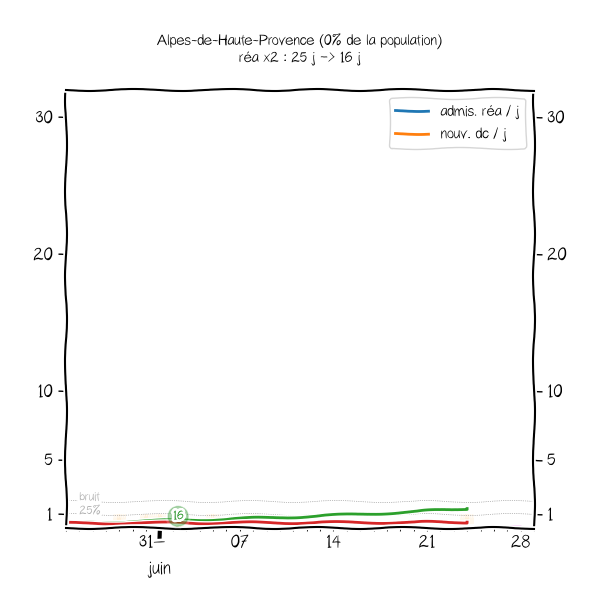 Alpes-de-Haute-Provence (0% de la population)
réa x2 : 25 j -> 16 j
admis. réa / j
nouv. dc / j
30
30
20
20
10
10
5
5
bruit
25%
1
16
1
31
07
14
21
28
juin